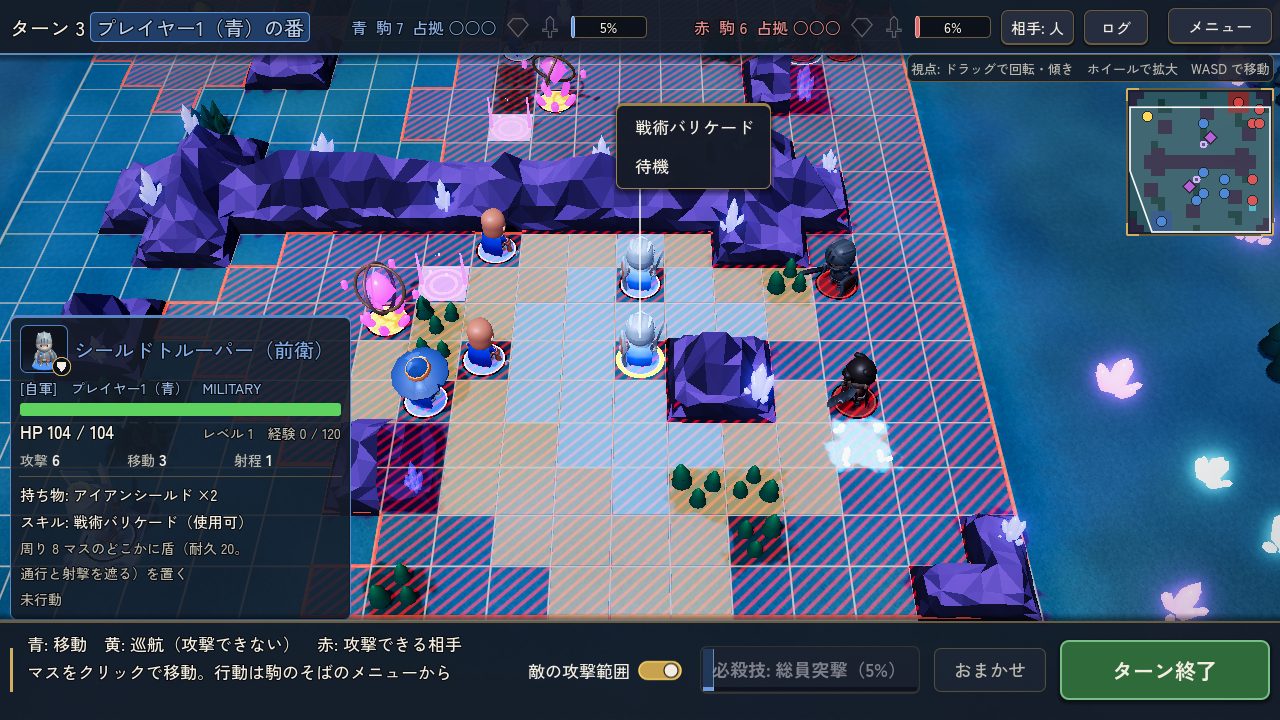 ターン 3 プレイヤー1（青）の番 青 駒 7 占拠 〇〇〇 5% 赤 駒 6 占拠 〇〇〇 6% 相手: 人 ログ メニュー
視点: ドラッグで回転・傾き ホイールで拡大 WASD で移動
戦術バリケード
待機
シールドトルーパー（前衛）
[自軍] プレイヤー1（青） MILITARY
HP 104 / 104 レベル 1 経験 0 / 120
攻撃 6 移動 3 射程 1
持ち物: アイアンシールド ×2
スキル: 戦術バリケード（使用可）
周り 8 マスのどこかに盾（耐久 20。
通行と射撃を遮る）を置く
未行動
青: 移動 黄: 巡航（攻撃できない） 赤: 攻撃できる相手
マスをクリックで移動。行動は駒のそばのメニューから
敵の攻撃範囲 必殺技: 総員突撃（5%） おまかせ ターン終了